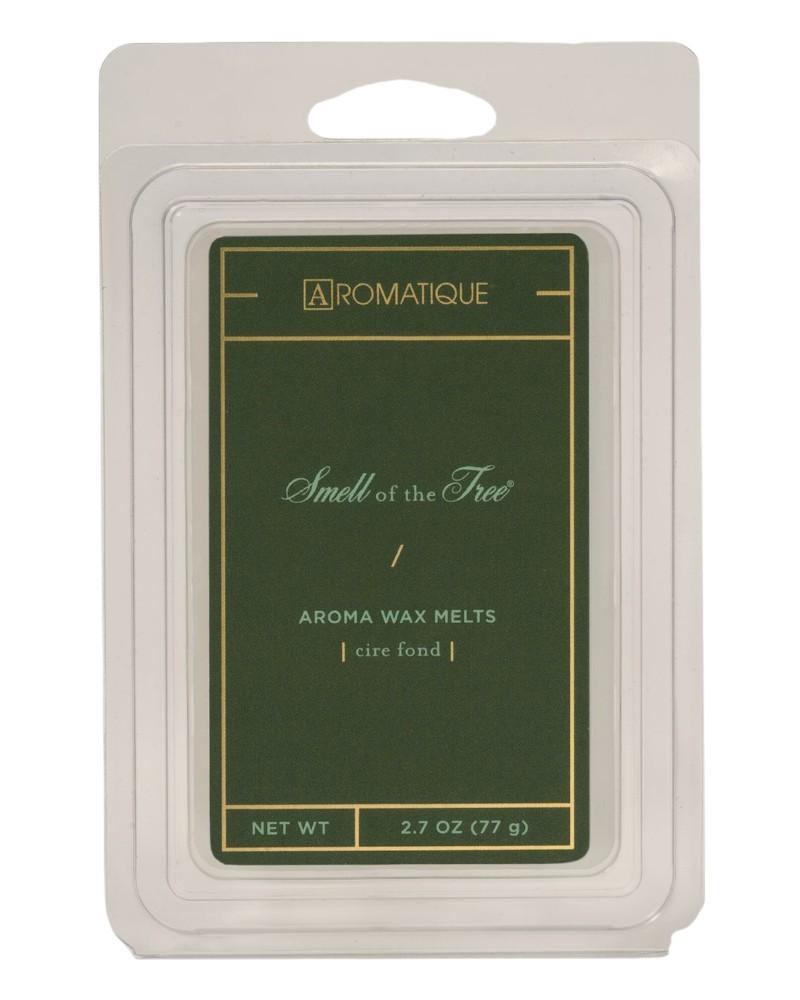 AROMATIQUE
Smell of the Tree®
/
AROMA WAX MELTS
| cire fond |
NET WT 2.7 OZ (77 g)